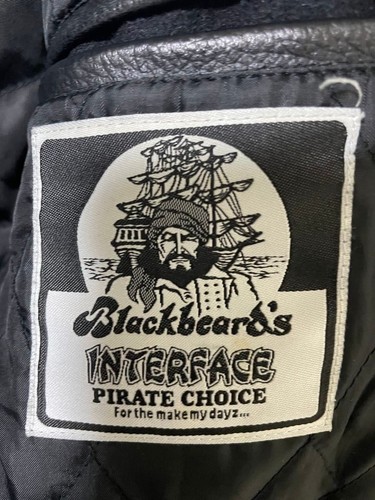 Blackbeard's
INTERFACE
PIRATE CHOICE
For the make my dayz...